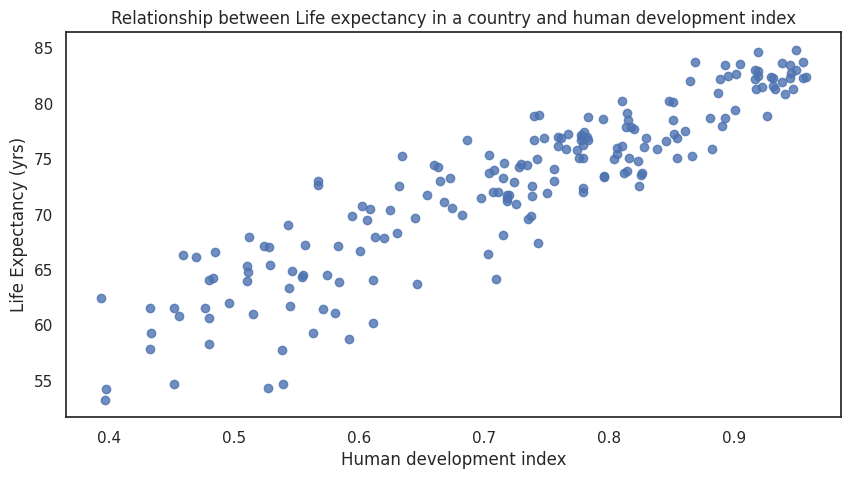 Relationship between Life expectancy in a country and human development index
85
80
75
70
65
60
55
Life Expectancy (yrs)
0.4 0.5 0.6 0.7 0.8 0.9
Human development index